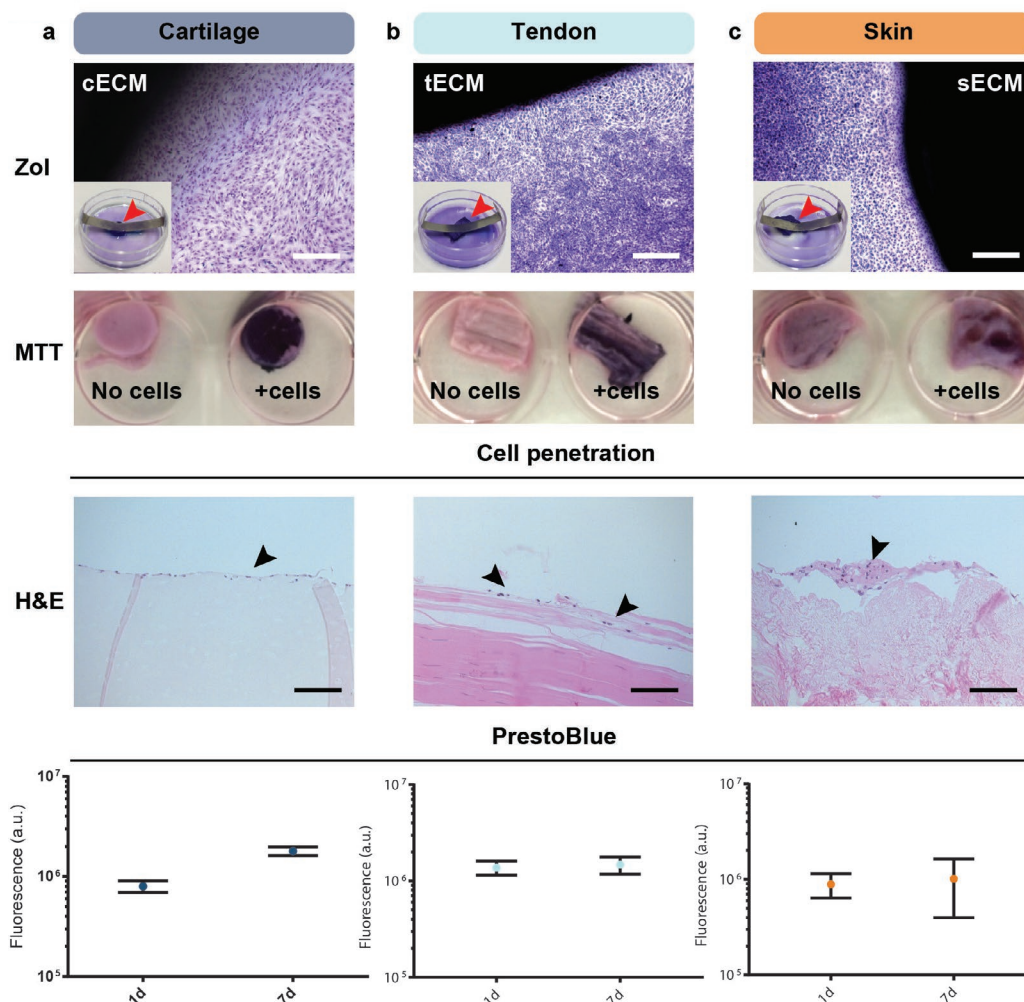 a Cartilage b Tendon c Skin
cECM tECM sECM
ZoI
MTT
No cells +cells No cells +cells No cells +cells
Cell penetration
H&E
PrestoBlue
Fluorescence (a.u.) Fluorescence (a.u.) Fluorescence (a.u.)
10⁷ 10⁷ 10⁷
10⁶ 10⁶ 10⁶
10⁵ 10⁵ 10⁵
1d 7d 1d 7d 1d 7d